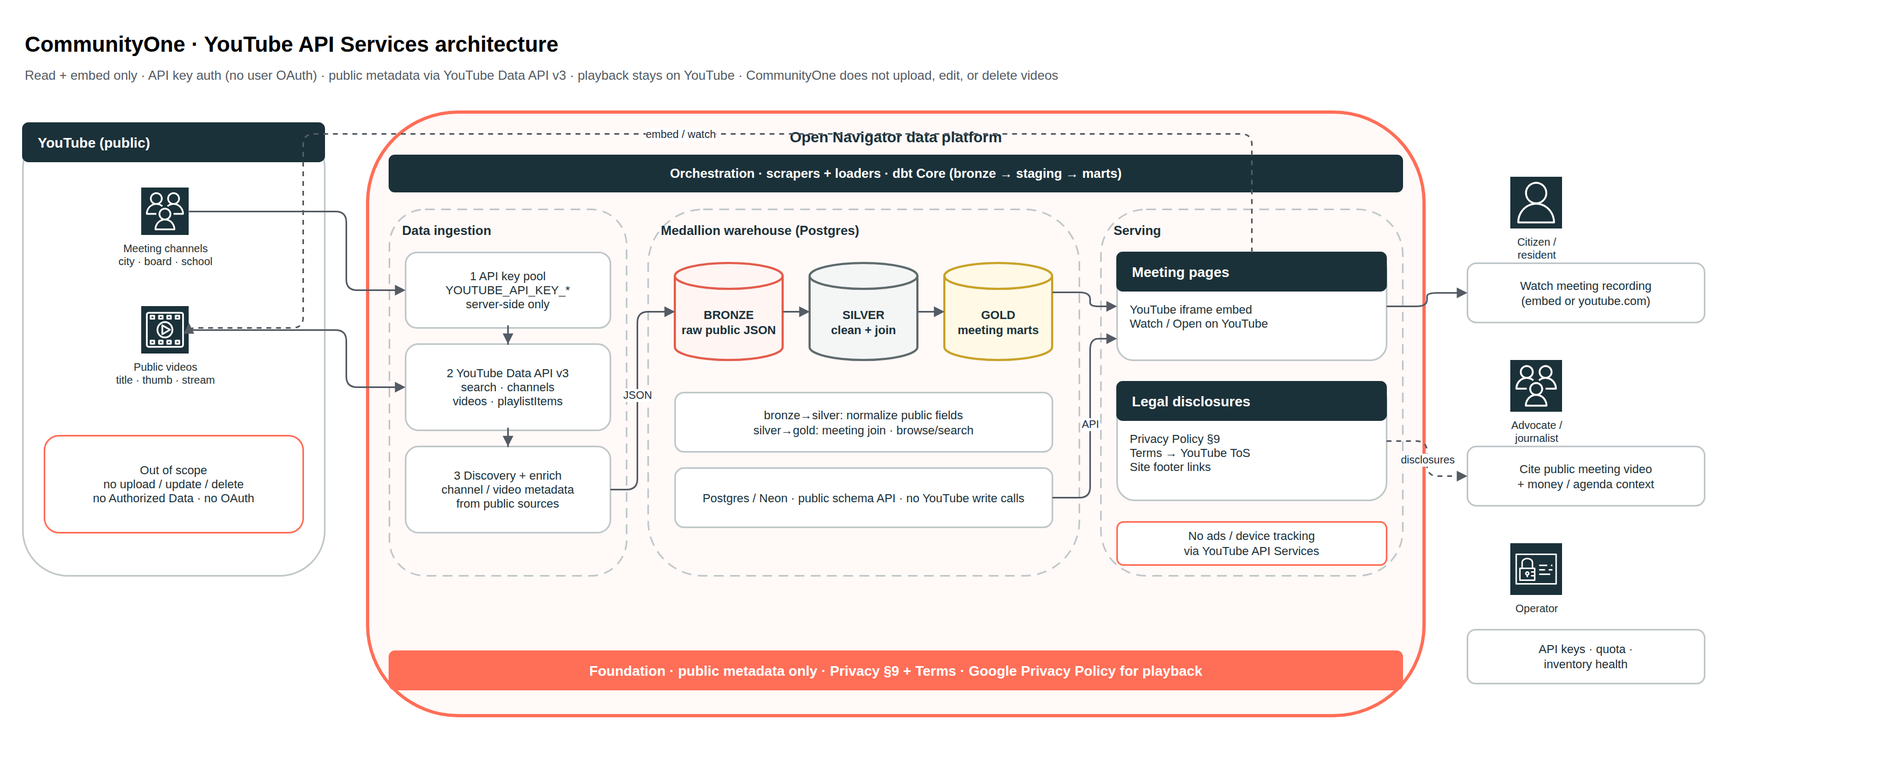 CommunityOne · YouTube API Services architecture
Read + embed only · API key auth (no user OAuth) · public metadata via YouTube Data API v3 · playback stays on YouTube · CommunityOne does not upload, edit, or delete videos
YouTube (public)
Meeting channels
city · board · school
Public videos
title · thumb · stream
Out of scope
no upload / update / delete
no Authorized Data · no OAuth
embed / watch
Open Navigator data platform
Orchestration · scrapers + loaders · dbt Core (bronze → staging → marts)
Data ingestion
1 API key pool
YOUTUBE_API_KEY_*
server-side only
2 YouTube Data API v3
search · channels
videos · playlistItems
3 Discovery + enrich
channel / video metadata
from public sources
JSON
Medallion warehouse (Postgres)
BRONZE
raw public JSON
SILVER
clean + join
GOLD
meeting marts
bronze→silver: normalize public fields
silver→gold: meeting join · browse/search
Postgres / Neon · public schema API · no YouTube write calls
API
Serving
Meeting pages
YouTube iframe embed
Watch / Open on YouTube
Legal disclosures
Privacy Policy §9
Terms → YouTube ToS
Site footer links
No ads / device tracking
via YouTube API Services
disclosures
Foundation · public metadata only · Privacy §9 + Terms · Google Privacy Policy for playback
Citizen /
resident
Watch meeting recording
(embed or youtube.com)
Advocate /
journalist
Cite public meeting video
+ money / agenda context
Operator
API keys · quota ·
inventory health